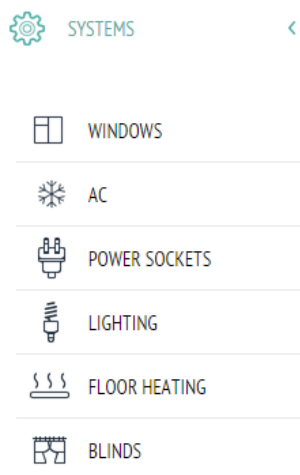 SYSTEMS
WINDOWS
AC
POWER SOCKETS
LIGHTING
FLOOR HEATING
BLINDS